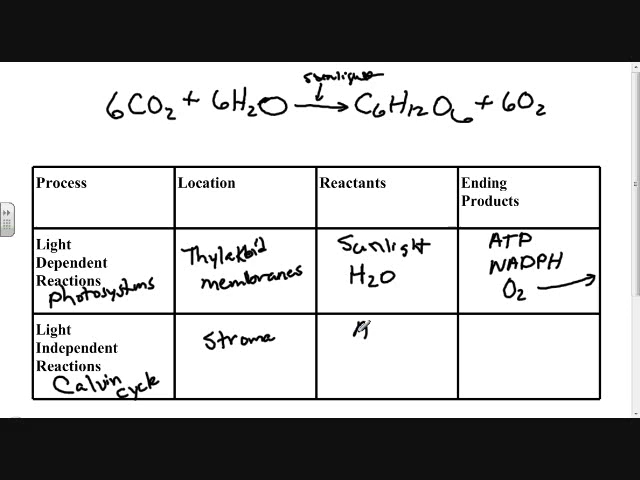 sunlight
6CO₂ + 6H₂O → C₆H₁₂O₆ + 6O₂
Process
Location
Reactants
Ending
Products
Light
Dependent
Reactions
Photosystems
Thylakoid
membranes
Sunlight
H₂O
ATP
NADPH
O₂ →
Light
Independent
Reactions
Calvin
cycle
Stroma